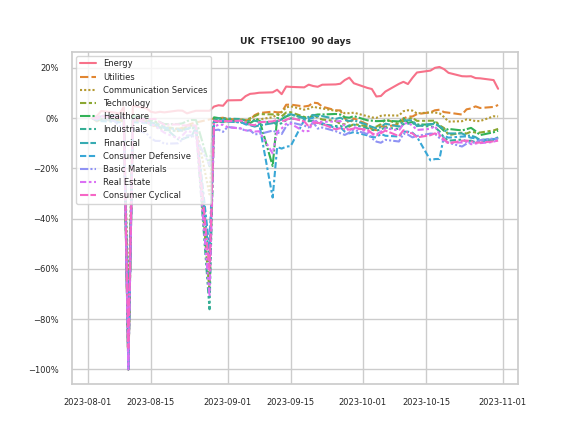 UK  FTSE100  90 days
Energy
Utilities
Communication Services
Technology
Healthcare
Industrials
Financial
Consumer Defensive
Basic Materials
Real Estate
Consumer Cyclical
20%
0%
−20%
−40%
−60%
−80%
−100%
2023-08-01 2023-08-15 2023-09-01 2023-09-15 2023-10-01 2023-10-15 2023-11-01